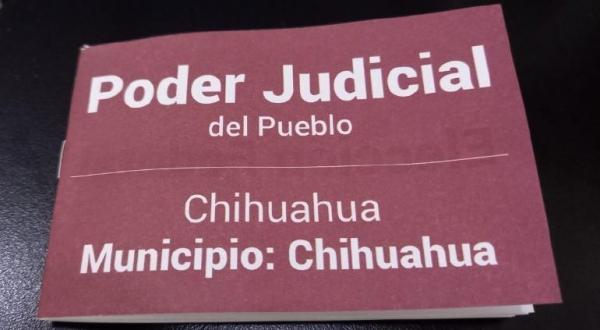 Poder Judicial
del Pueblo
Chihuahua
Municipio: Chihuahua